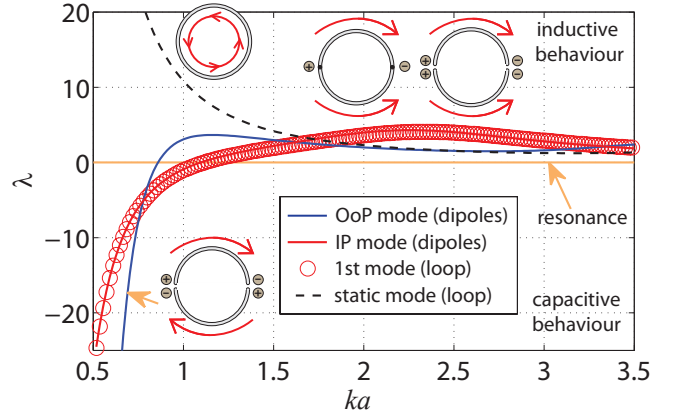 20
10
0
−10
−20
λ
inductive
behaviour
+
−
+
+
−
−
resonance
OoP mode (dipoles)
IP mode (dipoles)
1st mode (loop)
static mode (loop)
+
−
−
+
capacitive
behaviour
0.5
1
1.5
2
2.5
3
3.5
ka